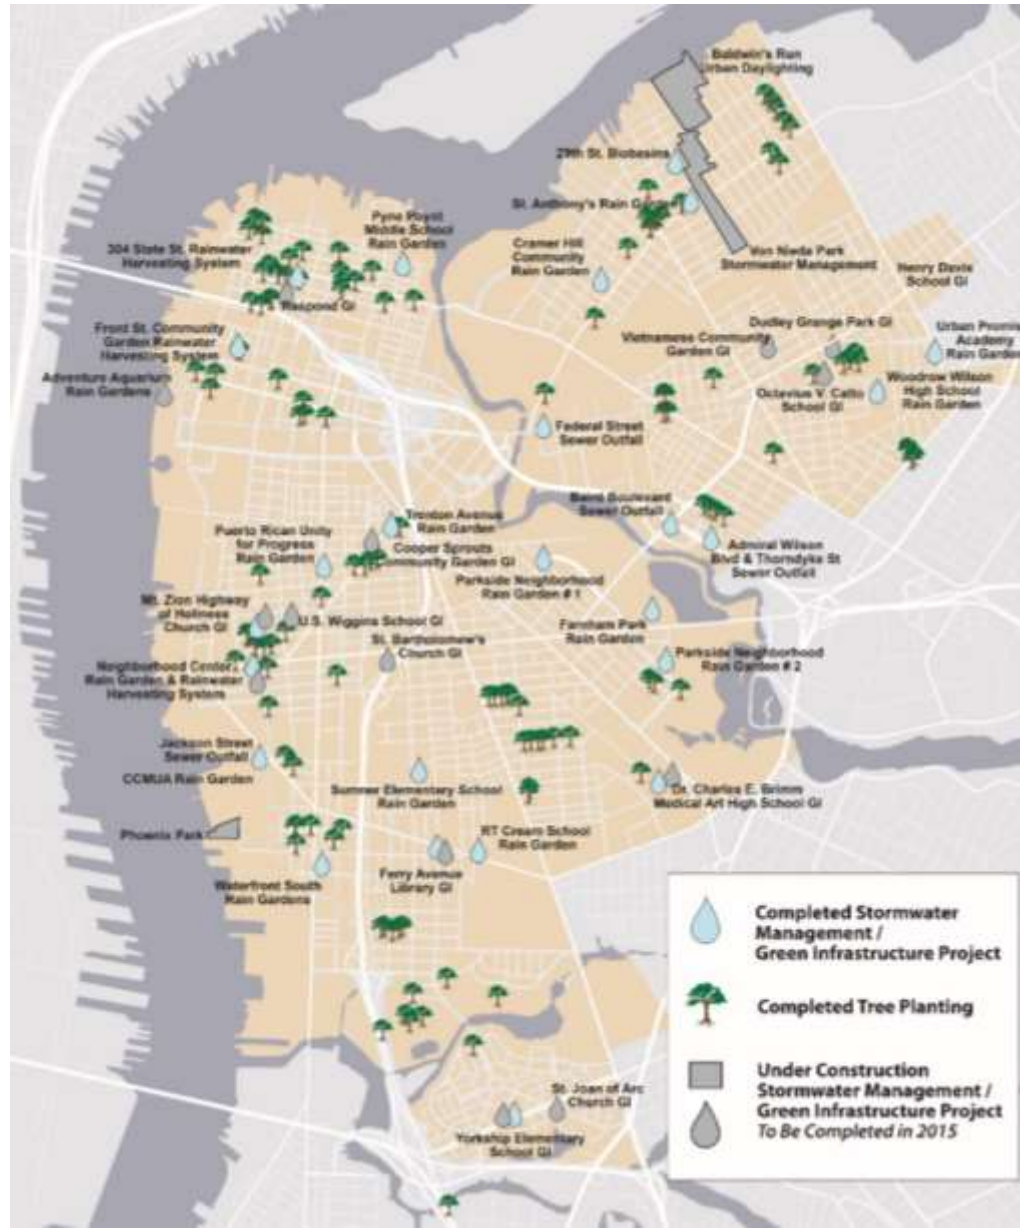 Baldwin's Run
Urban Daylighting
29th St. Biobasins
St. Anthony's Rain Garden
Pyne Poynt
Middle School
Rain Garden
Cramer Hill
Community
Rain Garden
304 State St. Rainwater
Harvesting System
Von Nieda Park
Stormwater Management
Henry Davis
School GI
Respond GI
Dudley Grange Park GI
Front St. Community
Garden Rainwater
Harvesting System
Vietnamese Community
Garden GI
Urban Promise
Academy
Rain Garden
Adventure Aquarium
Rain Gardens
Octavius V. Catto
School GI
Woodrow Wilson
High School
Rain Garden
Federal Street
Sewer Outfall
Baird Boulevard
Sewer Outfall
Trenton Avenue
Rain Garden
Puerto Rican Unity
for Progress
Rain Garden
Cooper Sprouts
Community Garden GI
Admiral Wilson
Blvd & Thorndyke St
Sewer Outfall
Parkside Neighborhood
Rain Garden # 1
Mt. Zion Highway
of Holiness
Church GI
U.S. Wiggins School GI
Farnham Park
Rain Garden
St. Bartholomew's
Church GI
Parkside Neighborhood
Rain Garden # 2
Neighborhood Center
Rain Garden & Rainwater
Harvesting System
Jackson Street
Sewer Outfall
CCMUA Rain Garden
Sumner Elementary School
Rain Garden
Dr. Charles E. Brimm
Medical Art High School GI
Phoenix Park
RT Cream School
Rain Garden
Ferry Avenue
Library GI
Waterfront South
Rain Gardens
St. Joan of Arc
Church GI
Yorkship Elementary
School GI
Completed Stormwater
Management /
Green Infrastructure Project
Completed Tree Planting
Under Construction
Stormwater Management /
Green Infrastructure Project
To Be Completed in 2015